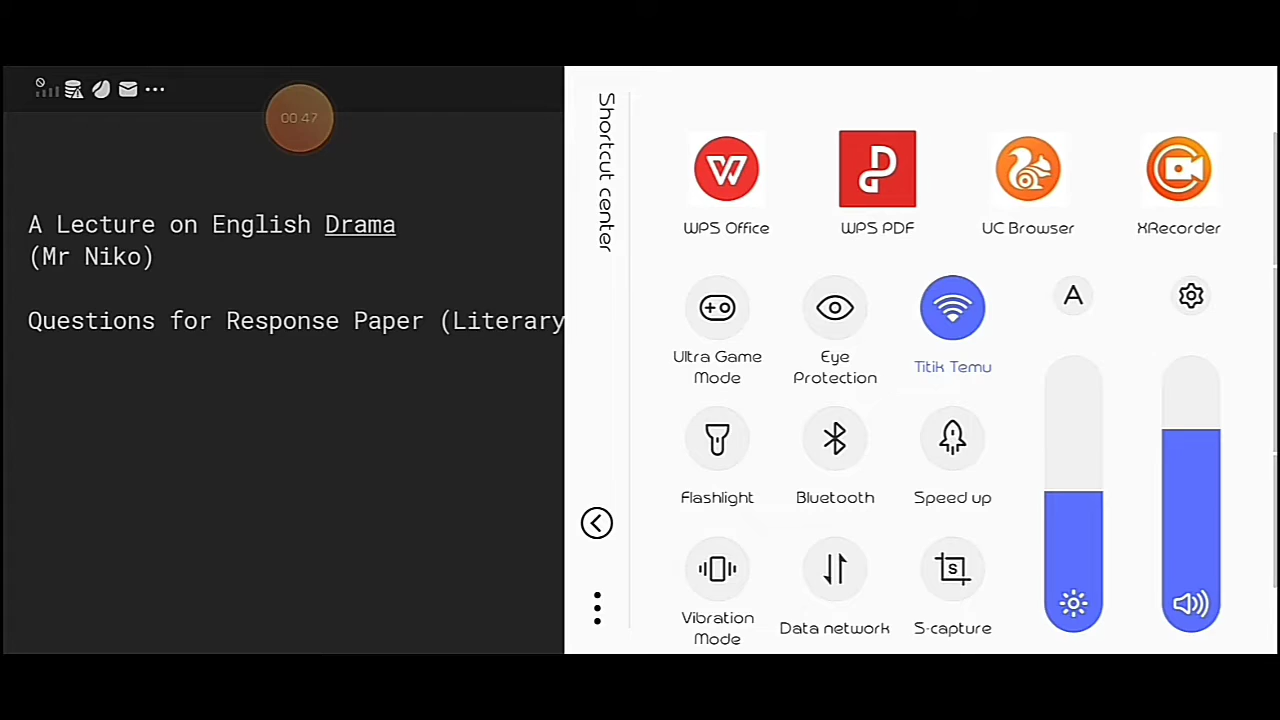 00:47
A Lecture on English Drama
(Mr Niko)
Questions for Response Paper (Literary
Shortcut center
WPS Office
WPS PDF
UC Browser
XRecorder
A
Ultra Game
Mode
Eye
Protection
Titik Temu
Flashlight
Bluetooth
Speed up
Vibration
Mode
Data network
S
S-capture